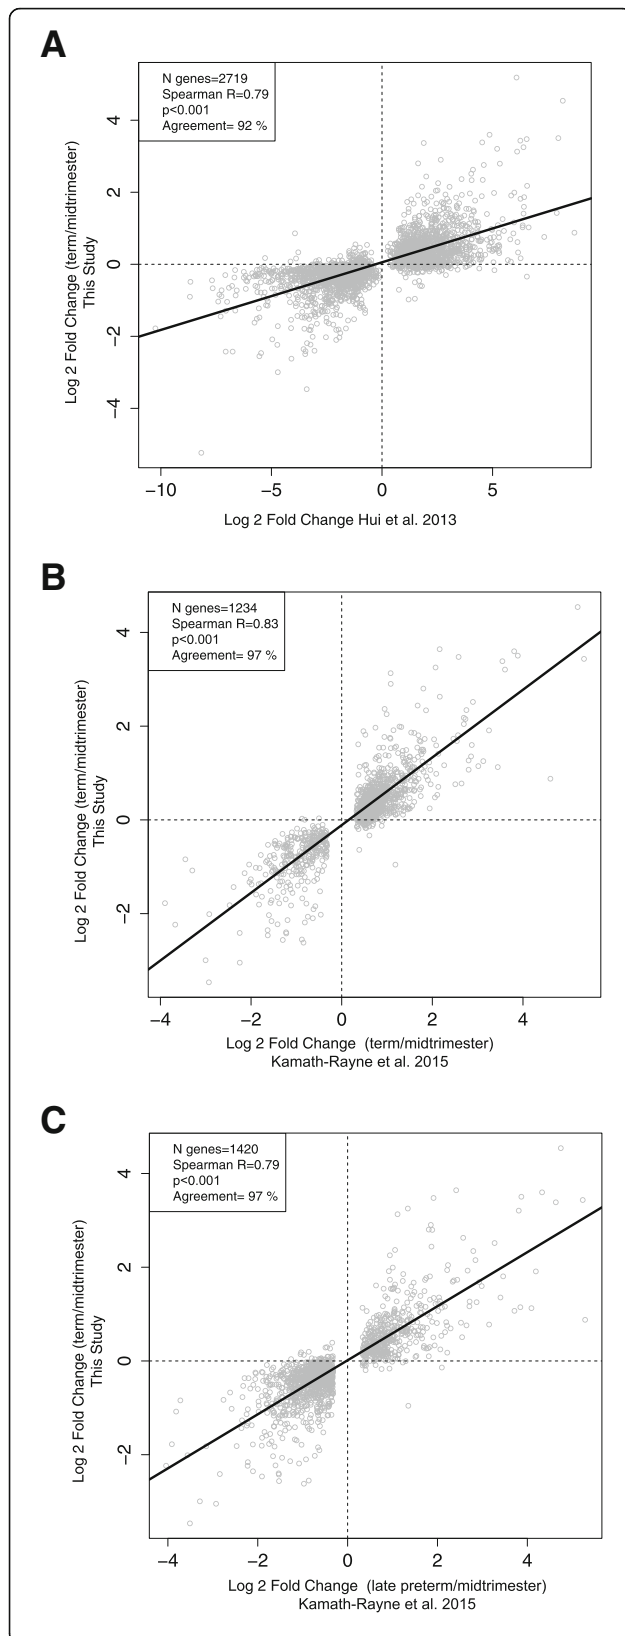 A
N genes=2719
Spearman R=0.79
p<0.001
Agreement= 92 %
Log 2 Fold Change (term/midtrimester)
This Study
4
2
0
−2
−4
−10
−5
0
5
Log 2 Fold Change Hui et al. 2013
B
N genes=1234
Spearman R=0.83
p<0.001
Agreement= 97 %
Log 2 Fold Change (term/midtrimester)
This Study
4
2
0
−2
−4
−2
0
2
4
Log 2 Fold Change (term/midtrimester)
Kamath-Rayne et al. 2015
C
N genes=1420
Spearman R=0.79
p<0.001
Agreement= 97 %
Log 2 Fold Change (term/midtrimester)
This Study
4
2
0
−2
−4
−2
0
2
4
Log 2 Fold Change (late preterm/midtrimester)
Kamath-Rayne et al. 2015